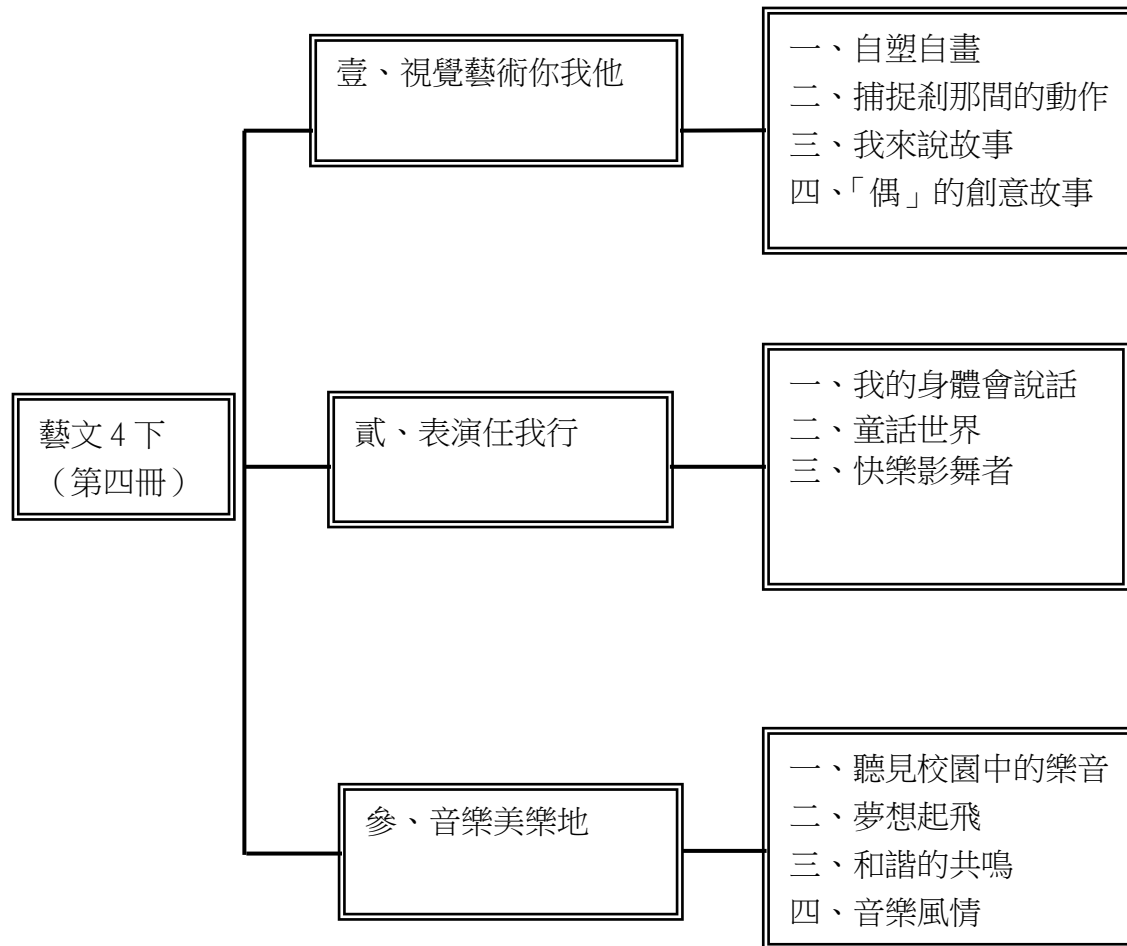 壹、視覺藝術你我他
一、自塑自畫
二、捕捉剎那間的動作
三、我來說故事
四、「偶」的創意故事
藝文4下
（第四冊）
貳、表演任我行
一、我的身體會說話
二、童話世界
三、快樂影舞者
參、音樂美樂地
一、聽見校園中的樂音
二、夢想起飛
三、和諧的共鳴
四、音樂風情